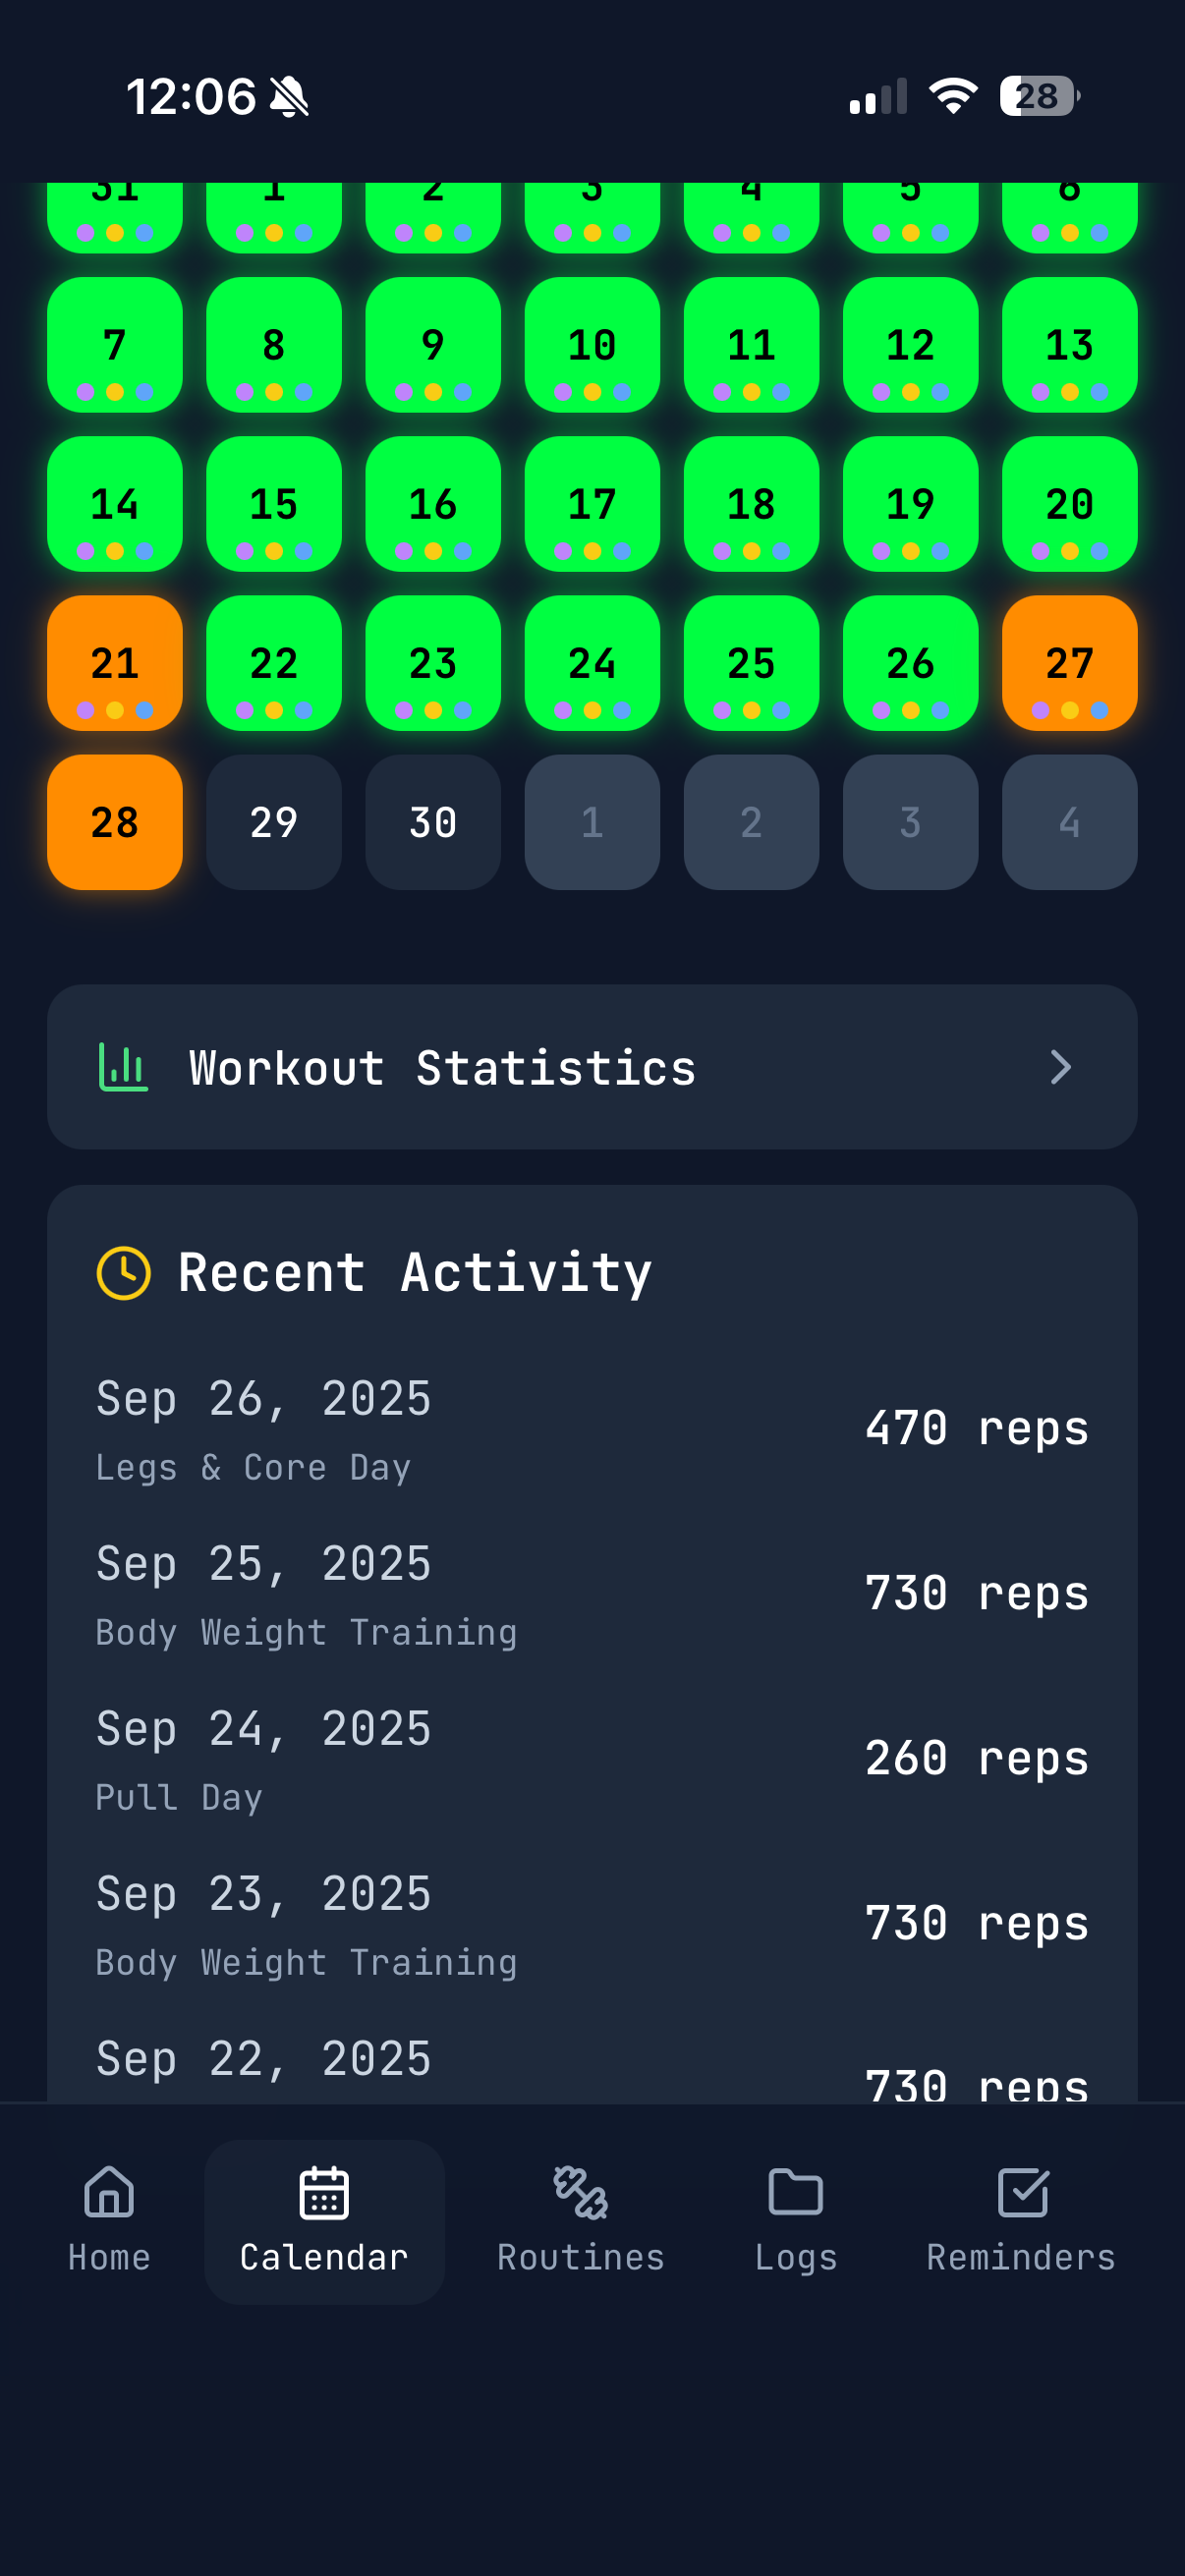 12:06 28
31 1 2 3 4 5 6
7 8 9 10 11 12 13
14 15 16 17 18 19 20
21 22 23 24 25 26 27
28 29 30 1 2 3 4
Workout Statistics
Recent Activity
Sep 26, 2025
470 reps
Legs & Core Day
Sep 25, 2025
730 reps
Body Weight Training
Sep 24, 2025
260 reps
Pull Day
Sep 23, 2025
730 reps
Body Weight Training
Sep 22, 2025
730 reps
Home Calendar Routines Logs Reminders